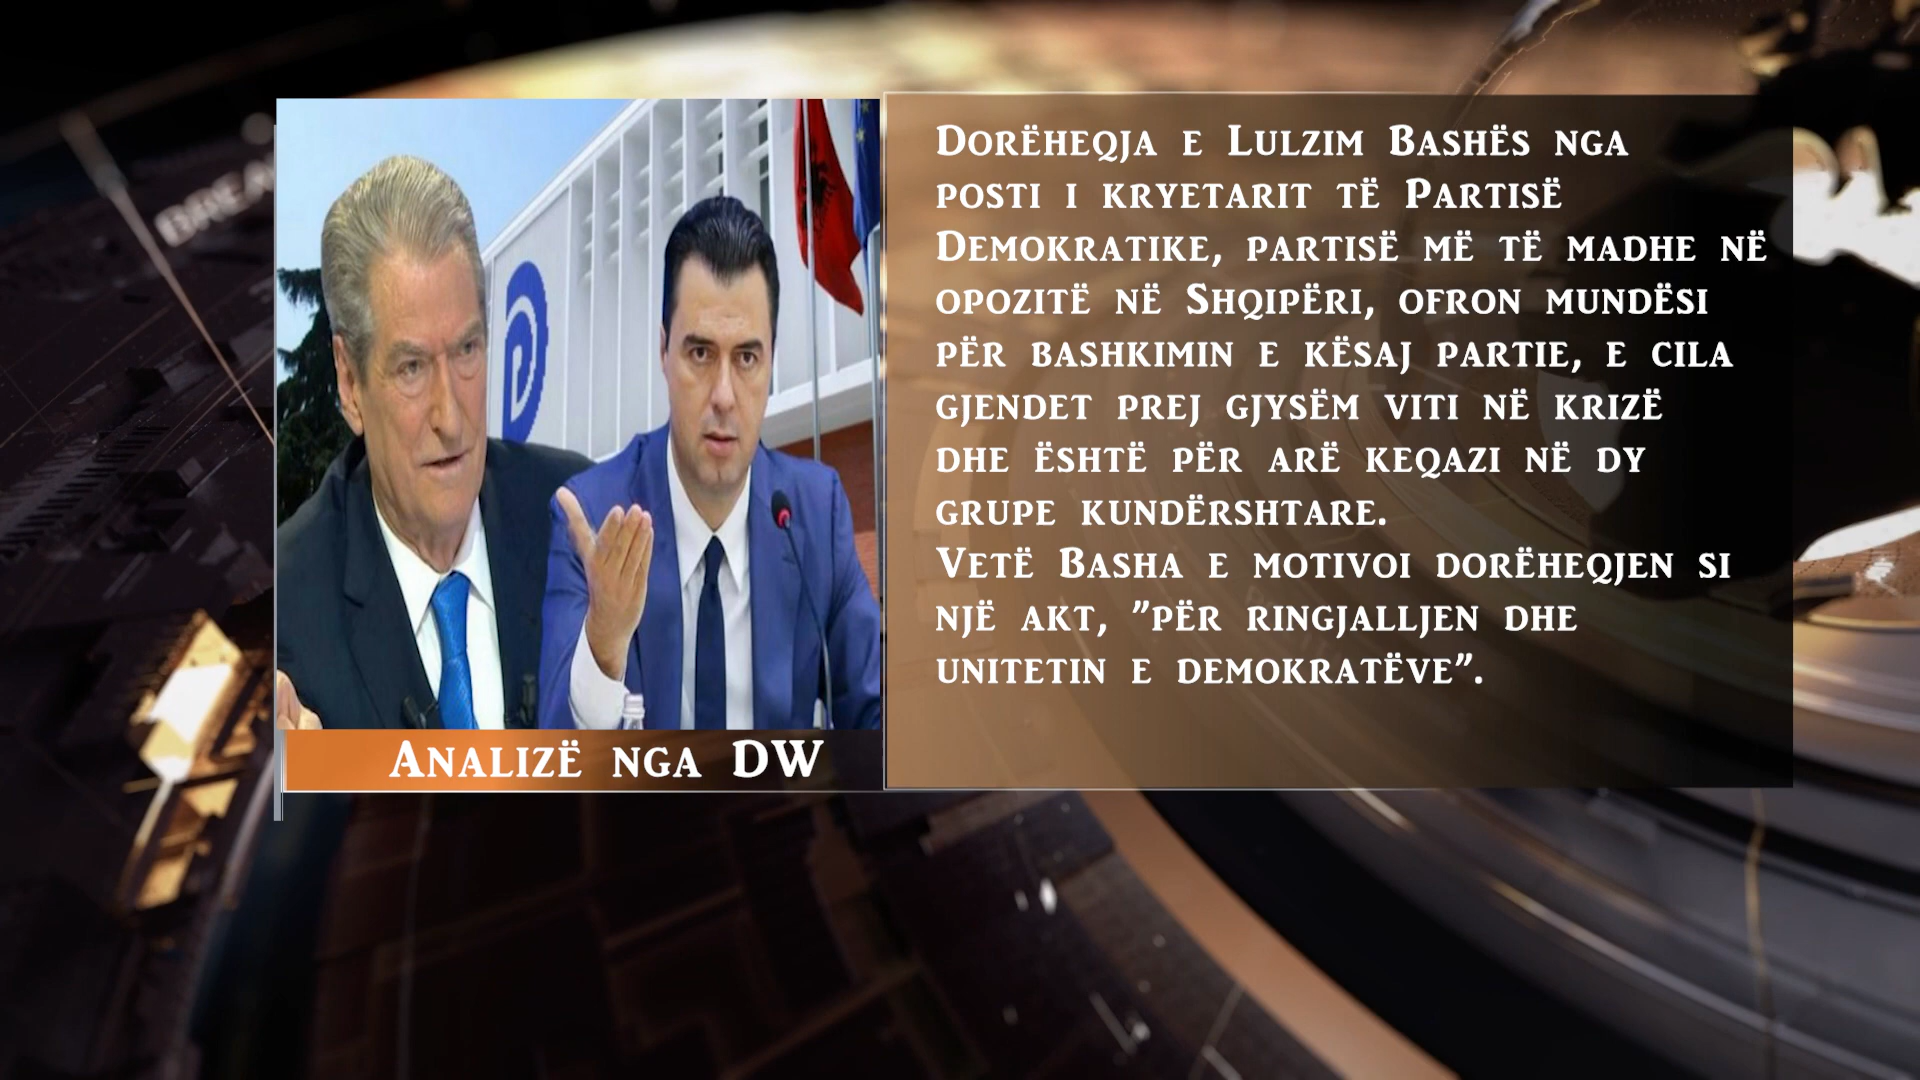 Dorëheqja e Lulzim Bashës nga
posti i kryetarit të Partisë
Demokratike, partisë më të madhe në
opozitë në Shqipëri, ofron mundësi
për bashkimin e kësaj partie, e cila
gjendet prej gjysëm viti në krizë
dhe është për arë keqazi në dy
grupe kundërshtare.
Vetë Basha e motivoi dorëheqjen si
një akt, "për ringjalljen dhe
unitetin e demokratëve".
Analizë nga DW